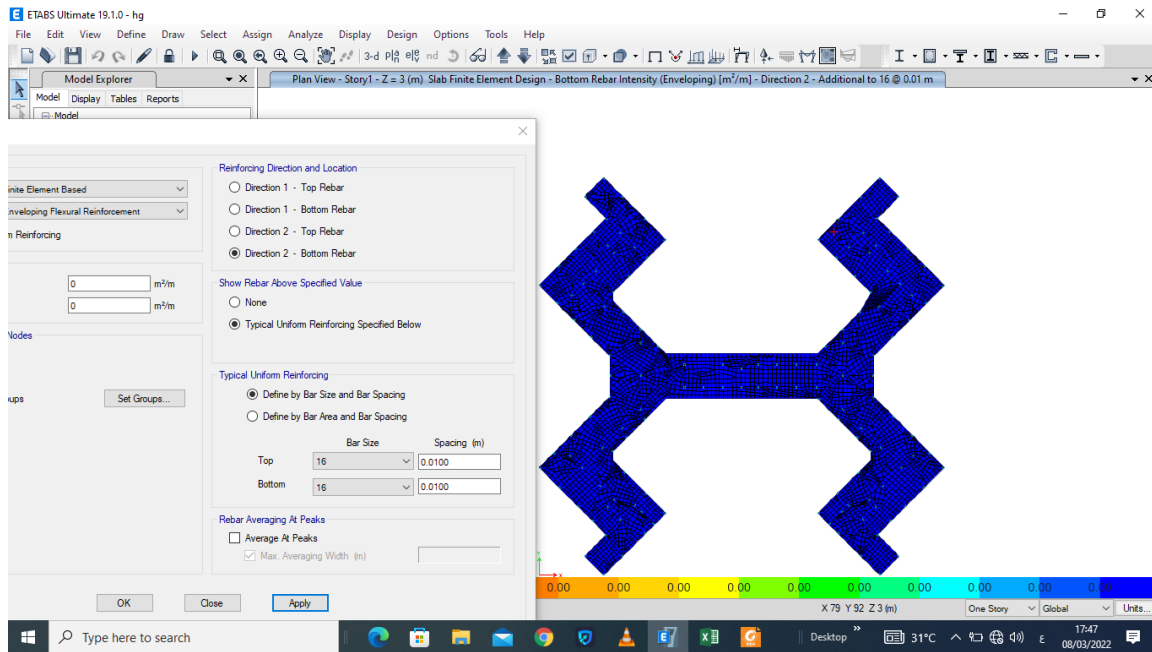 ETABS Ultimate 19.1.0 - hg
File Edit View Define Draw Select Assign Analyze Display Design Options Tools Help
3-d nd
Model Explorer
Plan View - Story1 - Z = 3 (m) Slab Finite Element Design - Bottom Rebar Intensity (Enveloping) [m²/m] - Direction 2 - Additional to 16 @ 0.01 m
Model Display Tables Reports
Model
Reinforcing Direction and Location
Direction 1 - Top Rebar
Direction 1 - Bottom Rebar
Direction 2 - Top Rebar
Direction 2 - Bottom Rebar
inite Element Based
nveloping Flexural Reinforcement
m Reinforcing
0 m²/m
0 m²/m
Show Rebar Above Specified Value
None
Typical Uniform Reinforcing Specified Below
Nodes
ups
Set Groups...
Typical Uniform Reinforcing
Define by Bar Size and Bar Spacing
Define by Bar Area and Bar Spacing
Bar Size Spacing (m)
Top 16 0.0100
Bottom 16 0.0100
Rebar Averaging At Peaks
Average At Peaks
Max. Averaging Width (m)
OK Close Apply
0.00 0.00 0.00 0.00 0.00 0.00 0.00 0.00 0.00
X 79 Y 92 Z 3 (m)
One Story Global Units...
Type here to search
Desktop
31°C
ع
17:47
08/03/2022